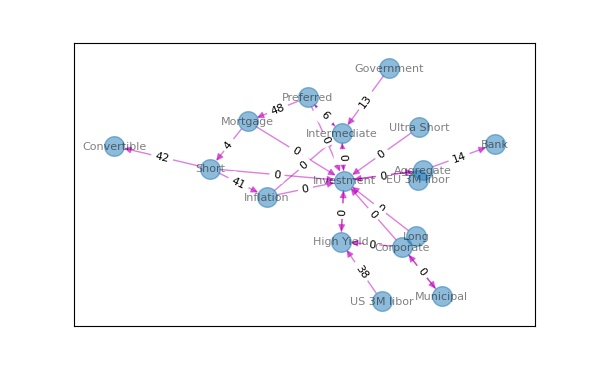 Government
Preferred
13
48
6
Mortgage
Ultra Short
Intermediate
0
Convertible
4
0
0
Bank
42
0
0
14
Short
0
0
Aggregate
41
Investment
EU 3M libor
0
Inflation
0
0
High Yield
0
Long
Corporate
38
0
US 3M libor
Municipal